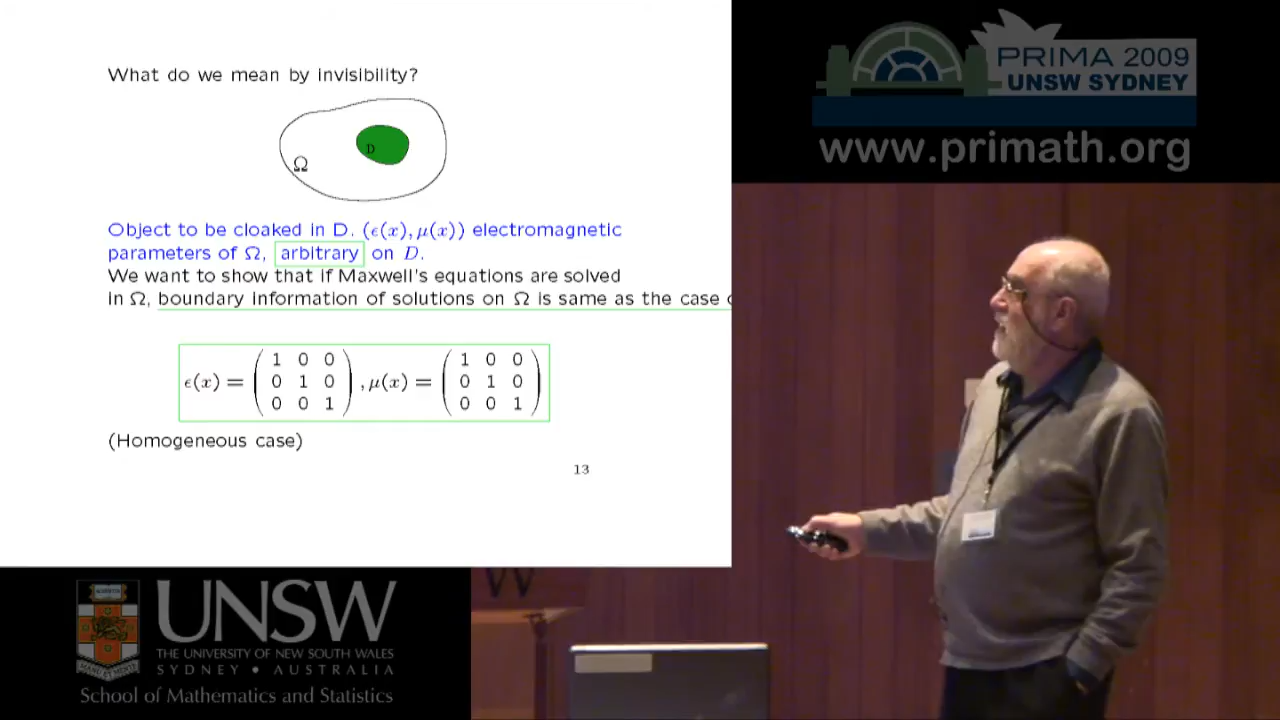 What do we mean by invisibility?
D
Ω
Object to be cloaked in D. (ϵ(x), μ(x)) electromagnetic
parameters of Ω, arbitrary on D.
We want to show that if Maxwell's equations are solved
in Ω, boundary information of solutions on Ω is same as the case
ϵ(x) = ( 1 0 0 ) , μ(x) = ( 1 0 0 )
0 1 0 0 1 0
0 0 1 0 0 1
(Homogeneous case)
13
PRIMA 2009
UNSW SYDNEY
www.primath.org
UNSW
THE UNIVERSITY OF NEW SOUTH WALES
SYDNEY • AUSTRALIA
School of Mathematics and Statistics